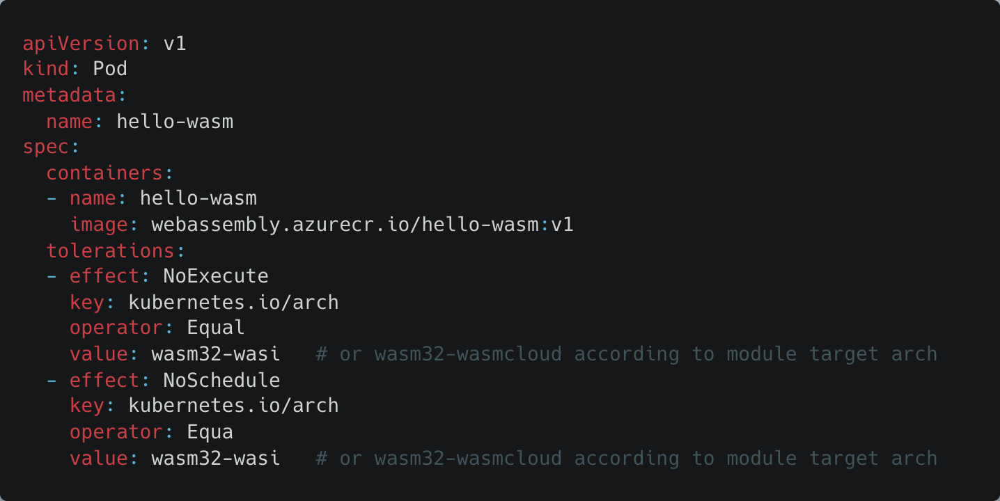 apiVersion: v1
kind: Pod
metadata:
  name: hello-wasm
spec:
  containers:
  - name: hello-wasm
    image: webassembly.azurecr.io/hello-wasm:v1
  tolerations:
  - effect: NoExecute
    key: kubernetes.io/arch
    operator: Equal
    value: wasm32-wasi   # or wasm32-wasmcloud according to module target arch
  - effect: NoSchedule
    key: kubernetes.io/arch
    operator: Equa
    value: wasm32-wasi   # or wasm32-wasmcloud according to module target arch